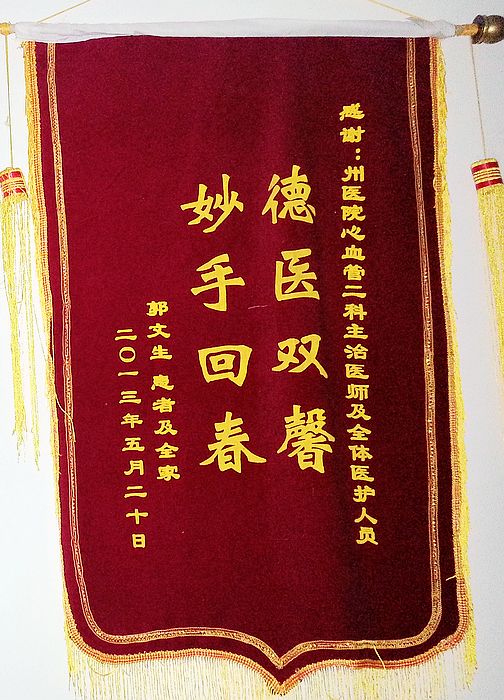 感谢：州医院心血管二科主治医师及全体医护人员
德医双馨
妙手回春
郭文生 患者及全家
二〇一三年五月二十日